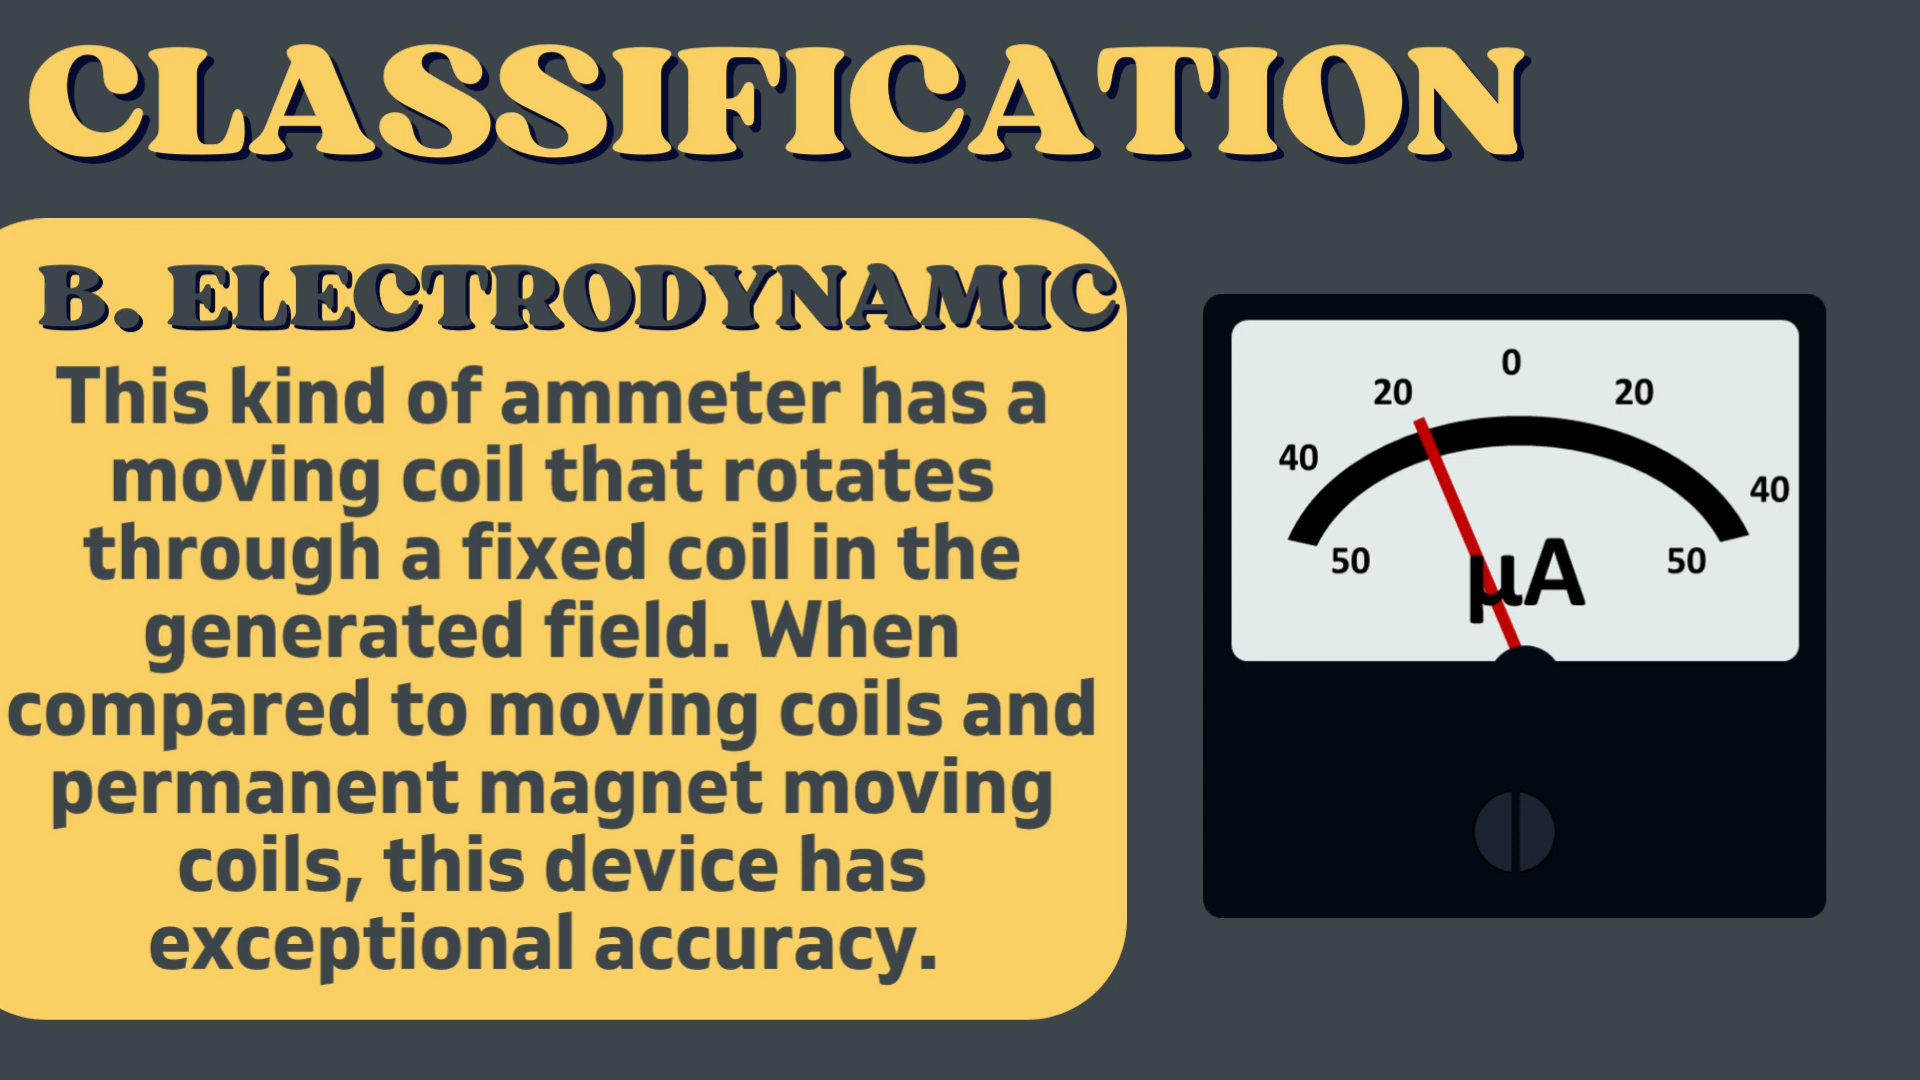 CLASSIFICATION
B. ELECTRODYNAMIC
This kind of ammeter has a
moving coil that rotates
through a fixed coil in the
generated field. When
compared to moving coils and
permanent magnet moving
coils, this device has
exceptional accuracy.
0
20 20
40 40
50 50
µA